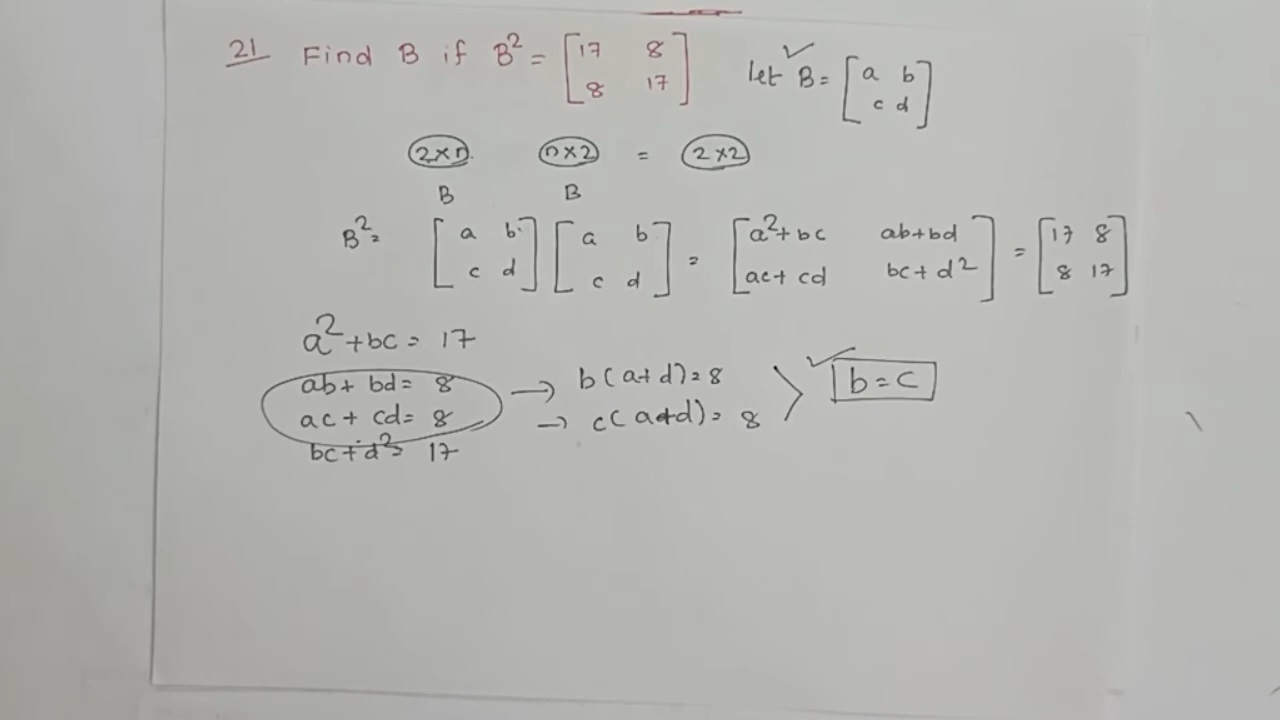 21 Find B if B² = [17 8 let B = [a b
8 17] c d]
2×n n×2 = 2×2
B B
B² = [a b [a b = [a²+bc ab+bd = [17 8
c d] c d] ac+cd bc+d²] 8 17]
a²+bc = 17
ab+bd = 8 → b(a+d) = 8 > b=c
ac+cd = 8 → c(a+d) = 8
bc+d² = 17